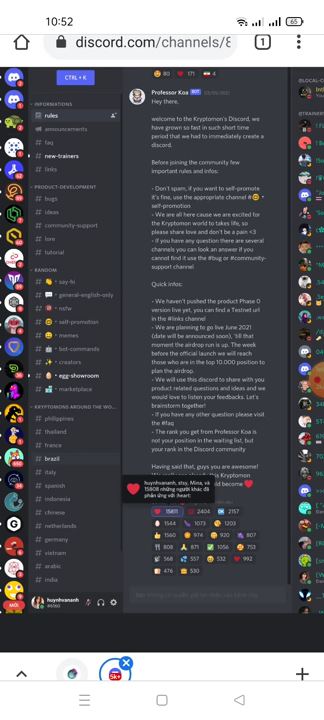 10:52
65
discord.com/channels/8
1
CTRL + K
INFORMATIONS
rules
announcements
faq
new-trainers
links
PRODUCT-DEVELOPMENT
bugs
ideas
community-support
lore
tutorial
RANDOM
say-hi
general-english-only
nsfw
self-promotion
memes
bot-commands
creators
egg-showroom
marketplace
KRYPTOMONS AROUND THE WO...
philippines
thailand
france
brazil
italy
spanish
indonesia
chinese
netherlands
germany
vietnam
arabic
india
MỚI
huynhvananh
#6160
80 171 4
Professor Koa BOT
Hey there,
welcome to the Kryptomon's Discord, we
have grown so fast in such short time
period that we had to immediately create a
discord.
Before joining the community few
important rules and infos:
- Don't spam, if you want to self-promote
it's fine, use the appropriate channel #
self-promotion
- We are all here cause we are excited for
the Kryptomon world to takes life, so
please share love and don't be a pain <3
- If you have any question there are several
channels you can look an answer if you
cannot find it use the #bug or #community-
support channel
Quick infos:
- We haven't pushed the product Phase 0
version live yet, you can find a Testnet url
in the #links channel
- We are planning to go live June 2021
(date will be announced soon), 'till that
moment the airdrop run is up. The week
before the official launch we will reach
those who are in the top 10.000 position to
plan the airdrop.
- We will use this discord to share with you
product related questions and ideas and we
would love to listen your feedbacks. Let's
brainstorm together!
- If you have any other question please visit
the #faq
- The rank you get from Professor Koa is
not your position in the waiting list, but
your rank in the Discord community
Having said that, guys you are awesome!
huynhvananh, stsy, Mina, và
15808 những người khác đã
phản ứng với :heart:
15811 2404 OK 2157
1544 1073 1203
1560 974 920 807
808 871 1056 753
568 557 532 993
476 530
5k+